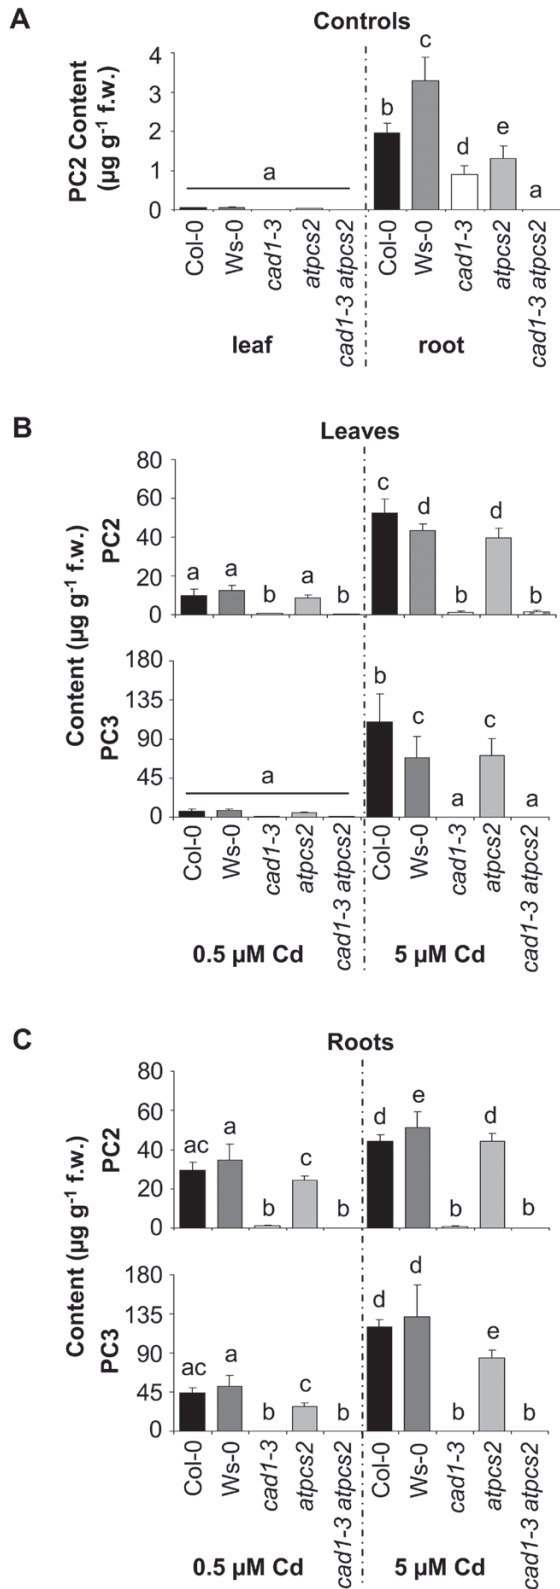 A
Controls
PC2 Content
(µg g-1 f.w.)
4
3
2
1
0
a
b
c
d
e
a
Col-0
Ws-0
cad1-3
atpcs2
cad1-3 atpcs2
Col-0
Ws-0
cad1-3
atpcs2
cad1-3 atpcs2
leaf
root
B
Leaves
Content (µg g-1 f.w.)
PC2
80
60
40
20
0
a
a
b
a
b
c
d
b
d
b
PC3
180
135
90
45
0
a
b
c
a
c
a
Col-0
Ws-0
cad1-3
atpcs2
cad1-3 atpcs2
Col-0
Ws-0
cad1-3
atpcs2
cad1-3 atpcs2
0.5 µM Cd
5 µM Cd
C
Roots
Content (µg g-1 f.w.)
PC2
80
60
40
20
0
ac
a
b
c
b
d
e
b
d
b
PC3
180
135
90
45
0
ac
a
b
c
b
d
d
b
e
b
Col-0
Ws-0
cad1-3
atpcs2
cad1-3 atpcs2
Col-0
Ws-0
cad1-3
atpcs2
cad1-3 atpcs2
0.5 µM Cd
5 µM Cd